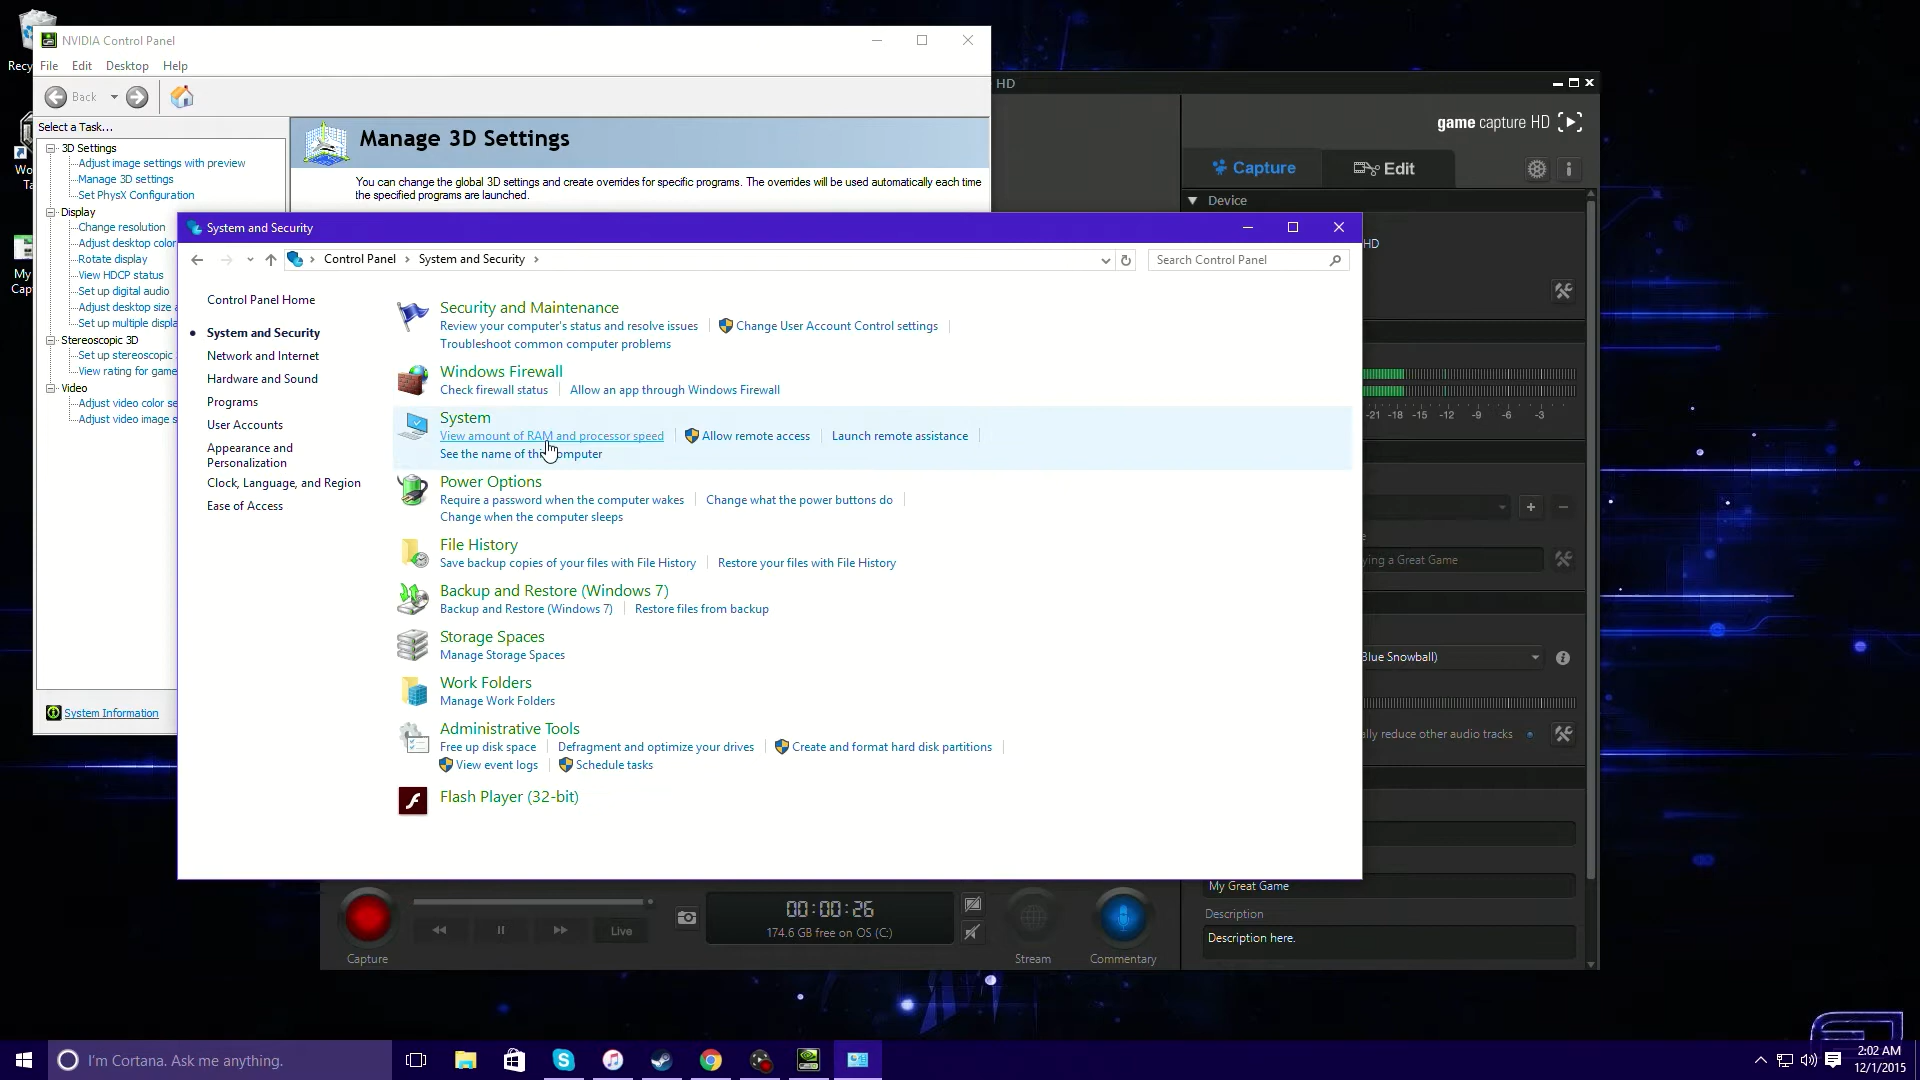 Recy
Wo
Ta
My
Cap
NVIDIA Control Panel
File Edit Desktop Help
Back
Select a Task...
3D Settings
Adjust image settings with preview
Manage 3D settings
Set PhysX Configuration
Display
Change resolution
Adjust desktop color
Rotate display
View HDCP status
Set up digital audio
Adjust desktop size a
Set up multiple displa
Stereoscopic 3D
Set up stereoscopic
View rating for game
Video
Adjust video color se
Adjust video image s
System Information
Manage 3D Settings
You can change the global 3D settings and create overrides for specific programs. The overrides will be used automatically each time
the specified programs are launched.
System and Security
Control Panel System and Security
Search Control Panel
Control Panel Home
System and Security
Network and Internet
Hardware and Sound
Programs
User Accounts
Appearance and
Personalization
Clock, Language, and Region
Ease of Access
Security and Maintenance
Review your computer's status and resolve issues Change User Account Control settings
Troubleshoot common computer problems
Windows Firewall
Check firewall status Allow an app through Windows Firewall
System
View amount of RAM and processor speed Allow remote access Launch remote assistance
See the name of th computer
Power Options
Require a password when the computer wakes Change what the power buttons do
Change when the computer sleeps
File History
Save backup copies of your files with File History Restore your files with File History
Backup and Restore (Windows 7)
Backup and Restore (Windows 7) Restore files from backup
Storage Spaces
Manage Storage Spaces
Work Folders
Manage Work Folders
Administrative Tools
Free up disk space Defragment and optimize your drives Create and format hard disk partitions
View event logs Schedule tasks
Flash Player (32-bit)
HD
game capture HD
Capture Edit
Device
HD
-21 -18 -15 -12 -9 -6 -3
e
ying a Great Game
Blue Snowball)
ally reduce other audio tracks
My Great Game
Description
Description here.
Live
00:00:26
174.6 GB free on OS (C:)
Capture
Stream
Commentary
I'm Cortana. Ask me anything.
2:02 AM
12/1/2015